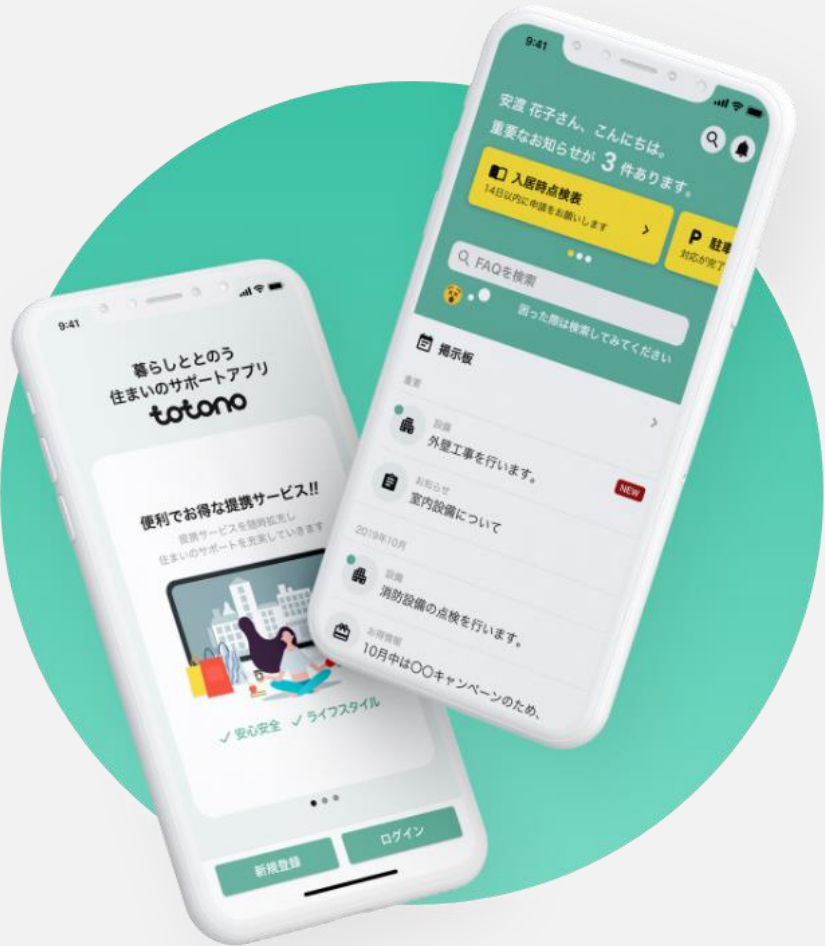 9:41
暮らしととのう
住まいのサポートアプリ
totono
便利でお得な提携サービス!!
提携サービスを随時拡充し
住まいのサポートを充実していきます
安心安全
ライフスタイル
新規登録
ログイン
9:41
安渡 花子さん、こんにちは。
重要なお知らせが 3 件あります。
入居時点検表
14日以内に申請をお願いします
P 駐車
対応が完了
FAQを検索
困った際は検索してみてください
掲示板
重要
設備
外壁工事を行います。
NEW
お知らせ
室内設備について
2019年10月
設備
消防設備の点検を行います。
お得情報
10月中は〇〇キャンペーンのため、